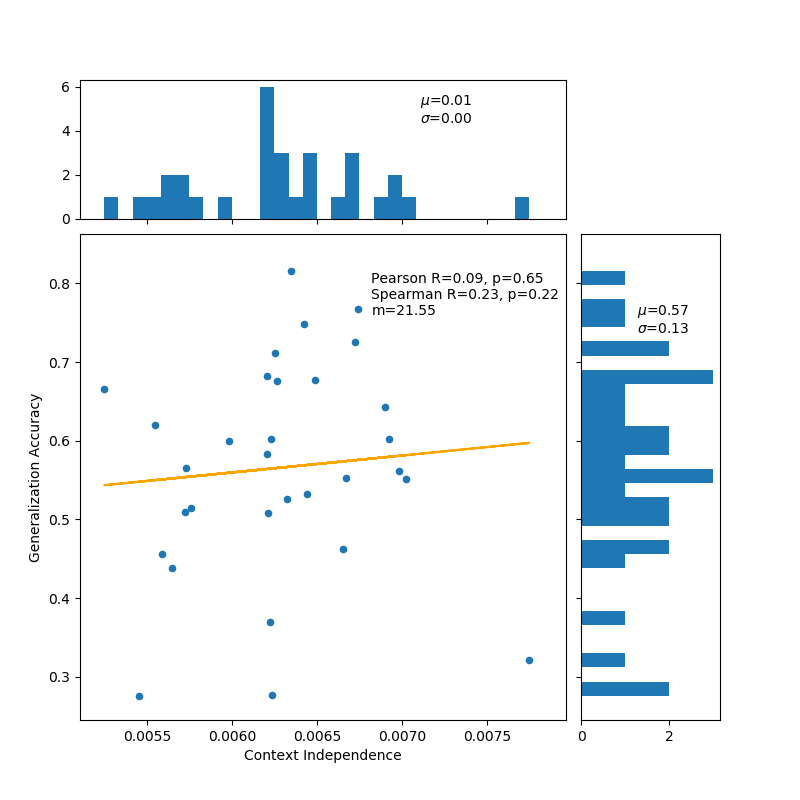 6
4
2
0
μ=0.01
σ=0.00
0.8
0.7
0.6
0.5
0.4
0.3
Generalization Accuracy
Pearson R=0.09, p=0.65
Spearman R=0.23, p=0.22
m=21.55
0.0055 0.0060 0.0065 0.0070 0.0075
Context Independence
μ=0.57
σ=0.13
0 2